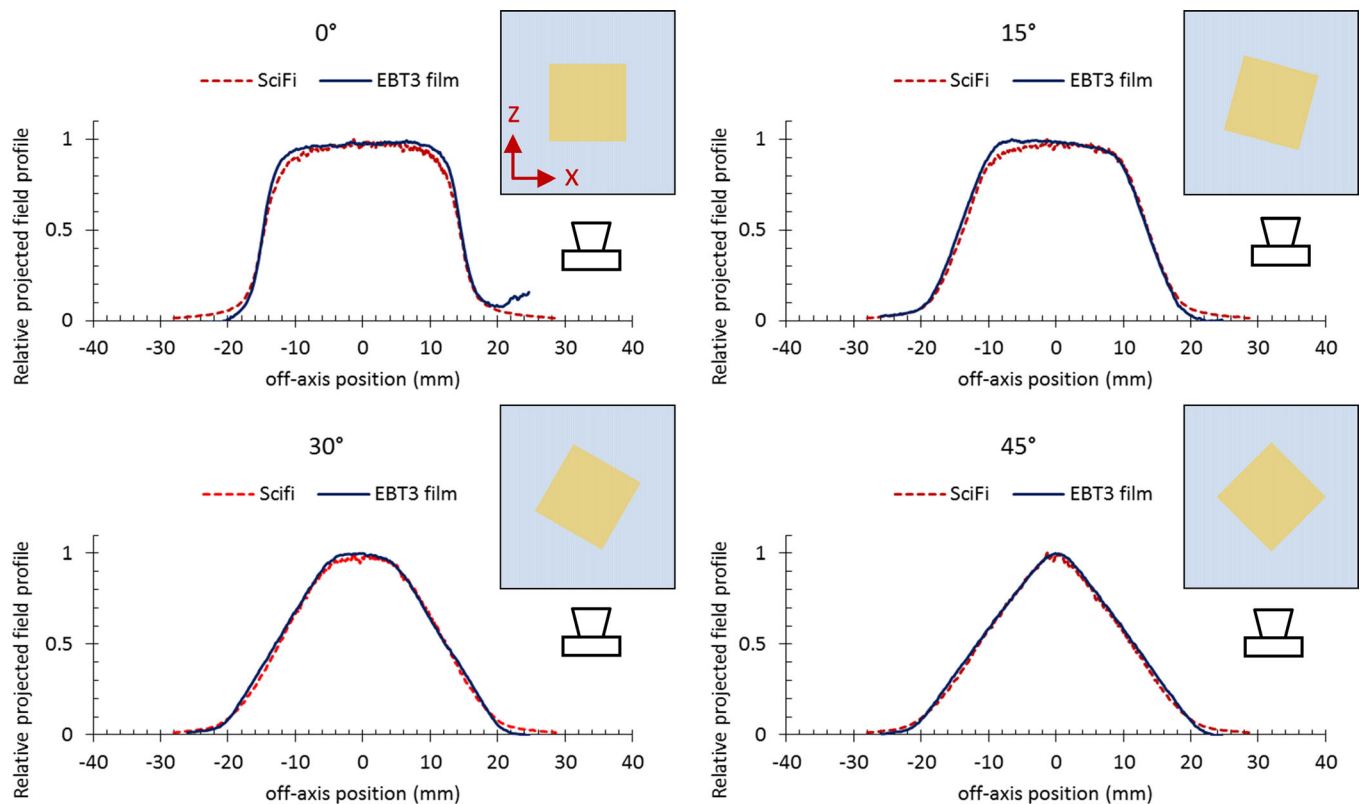 0°
SciFi
EBT3 film
Z
X
Relative projected field profile
1
0.5
0
-40 -30 -20 -10 0 10 20 30 40
off-axis position (mm)
15°
SciFi
EBT3 film
Relative projected field profile
1
0.5
0
-40 -30 -20 -10 0 10 20 30 40
off-axis position (mm)
30°
Scifi
EBT3 film
Relative projected field profile
1
0.5
0
-40 -30 -20 -10 0 10 20 30 40
off-axis position (mm)
45°
SciFi
EBT3 film
Relative projected field profile
1
0.5
0
-40 -30 -20 -10 0 10 20 30 40
off-axis position (mm)